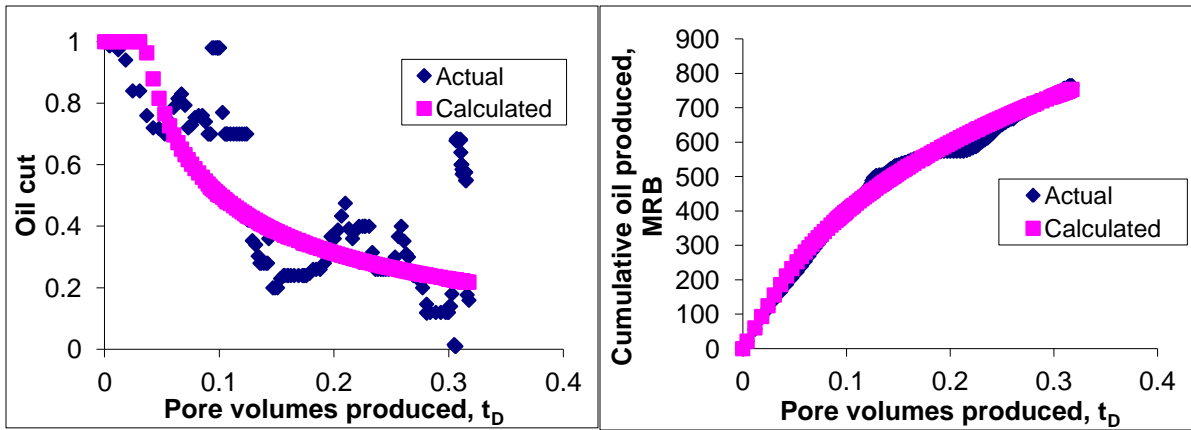 1
0.8
0.6
0.4
0.2
0
Oil cut
Actual
Calculated
0 0.1 0.2 0.3 0.4
Pore volumes produced, t_D
900
800
700
600
500
400
300
200
100
0
Cumulative oil produced,
MRB
Actual
Calculated
0 0.1 0.2 0.3 0.4
Pore volumes produced, t_D